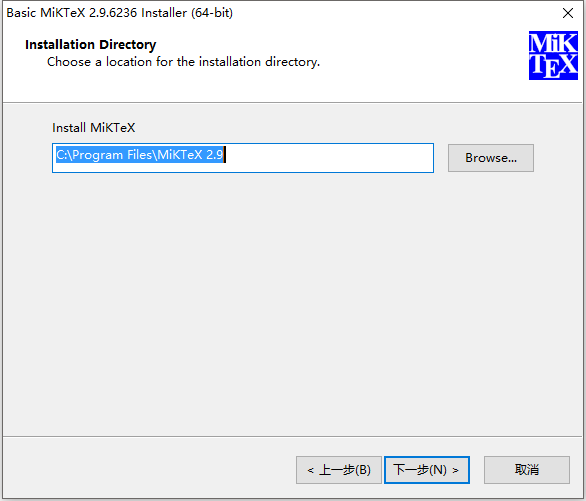 Basic MiKTeX 2.9.6236 Installer (64-bit)
Installation Directory
Choose a location for the installation directory.
MiK
TEX
Install MiKTeX
C:\Program Files\MiKTeX 2.9
Browse...
< 上一步(B)
下一步(N) >
取消